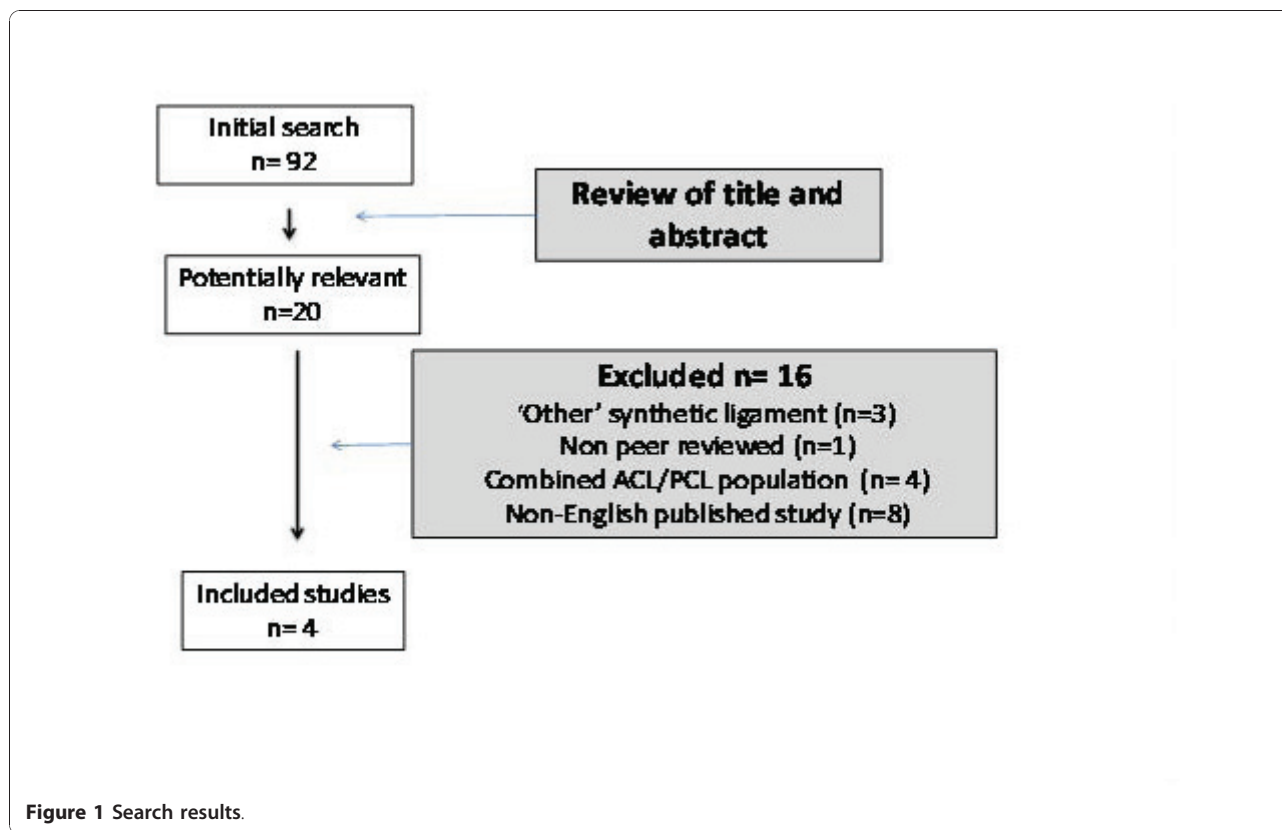 Initial search
n= 92
Review of title and
abstract
Potentially relevant
n=20
Excluded n= 16
'Other' synthetic ligament (n=3)
Non peer reviewed (n=1)
Combined ACL/PCL population (n= 4)
Non-English published study (n=8)
Included studies
n= 4
Figure 1 Search results.